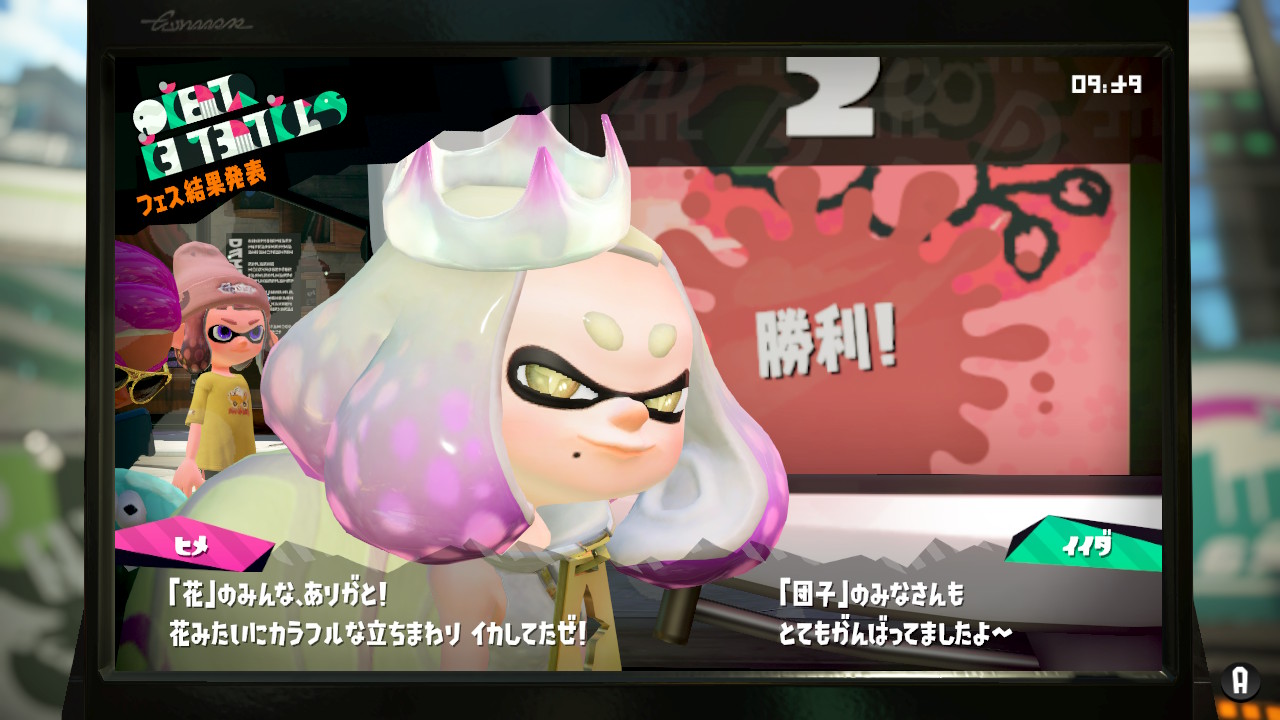 フェス結果発表
2
勝利!
ヒメ
「花」のみんな、ありがと!
花みたいにカラフルな立ちまわり イカしてたぜ!
イイダ
「団子」のみなさんも
とてもがんばってましたよ〜
A